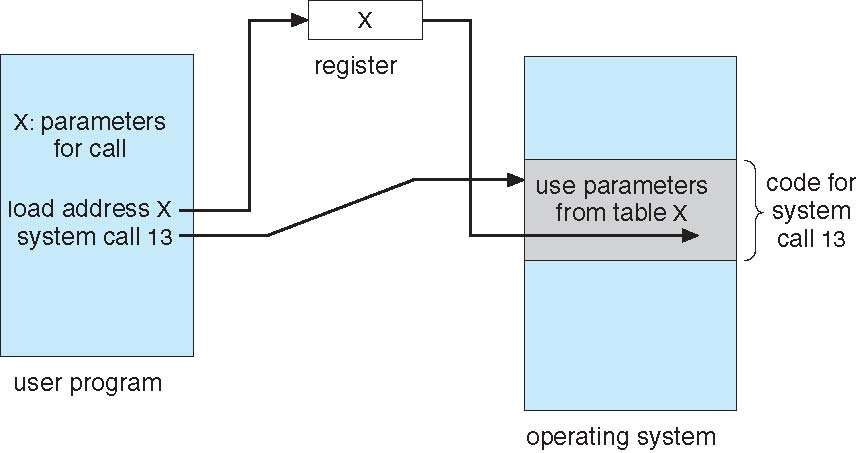 X
register
X: parameters
for call
load address X
system call 13
user program
use parameters
from table X
code for
system
call 13
operating system